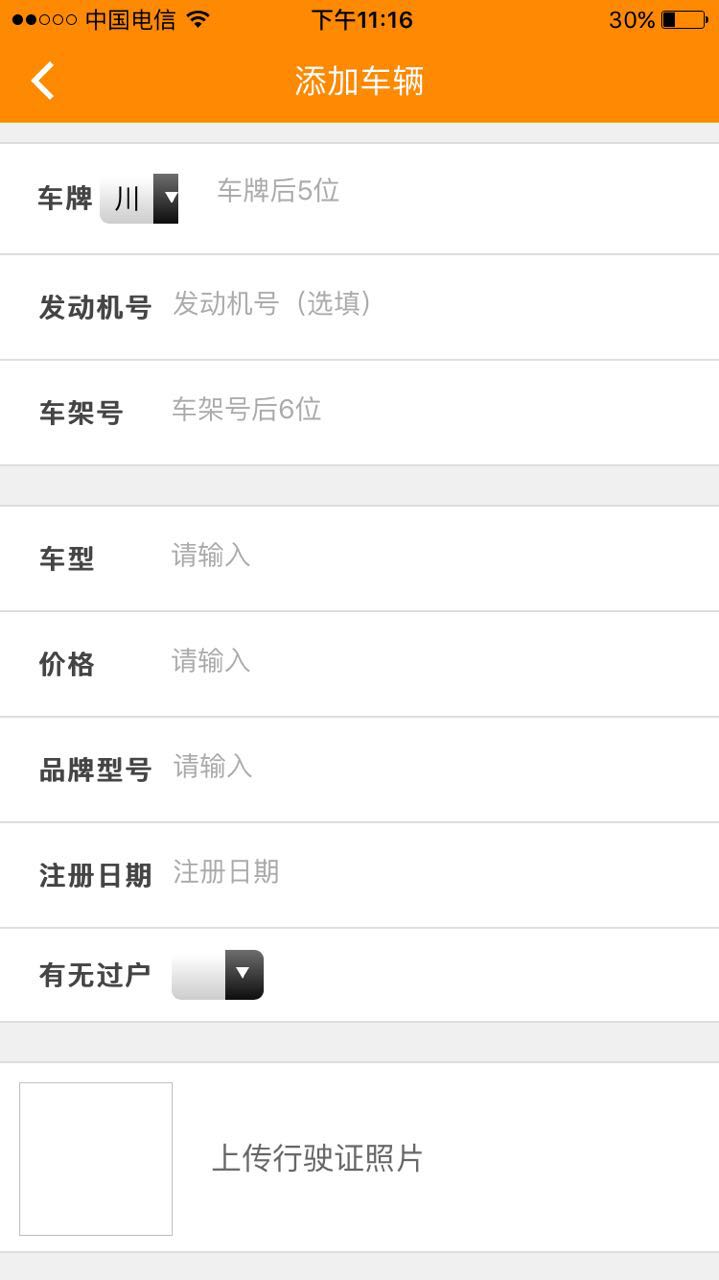 中国电信 下午11:16 30%
添加车辆
车牌 川 车牌后5位
发动机号 发动机号（选填）
车架号 车架号后6位
车型 请输入
价格 请输入
品牌型号 请输入
注册日期 注册日期
有无过户
上传行驶证照片